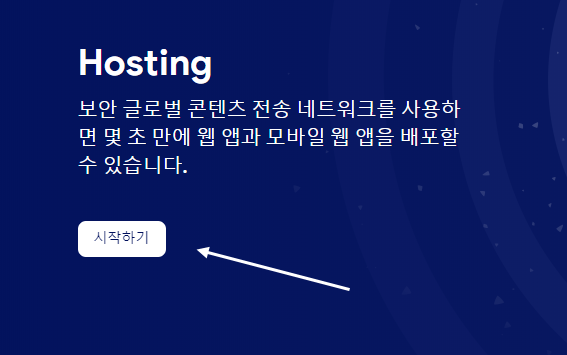 Hosting
보안 글로벌 콘텐츠 전송 네트워크를 사용하
면 몇 초 만에 웹 앱과 모바일 웹 앱을 배포할
수 있습니다.
시작하기